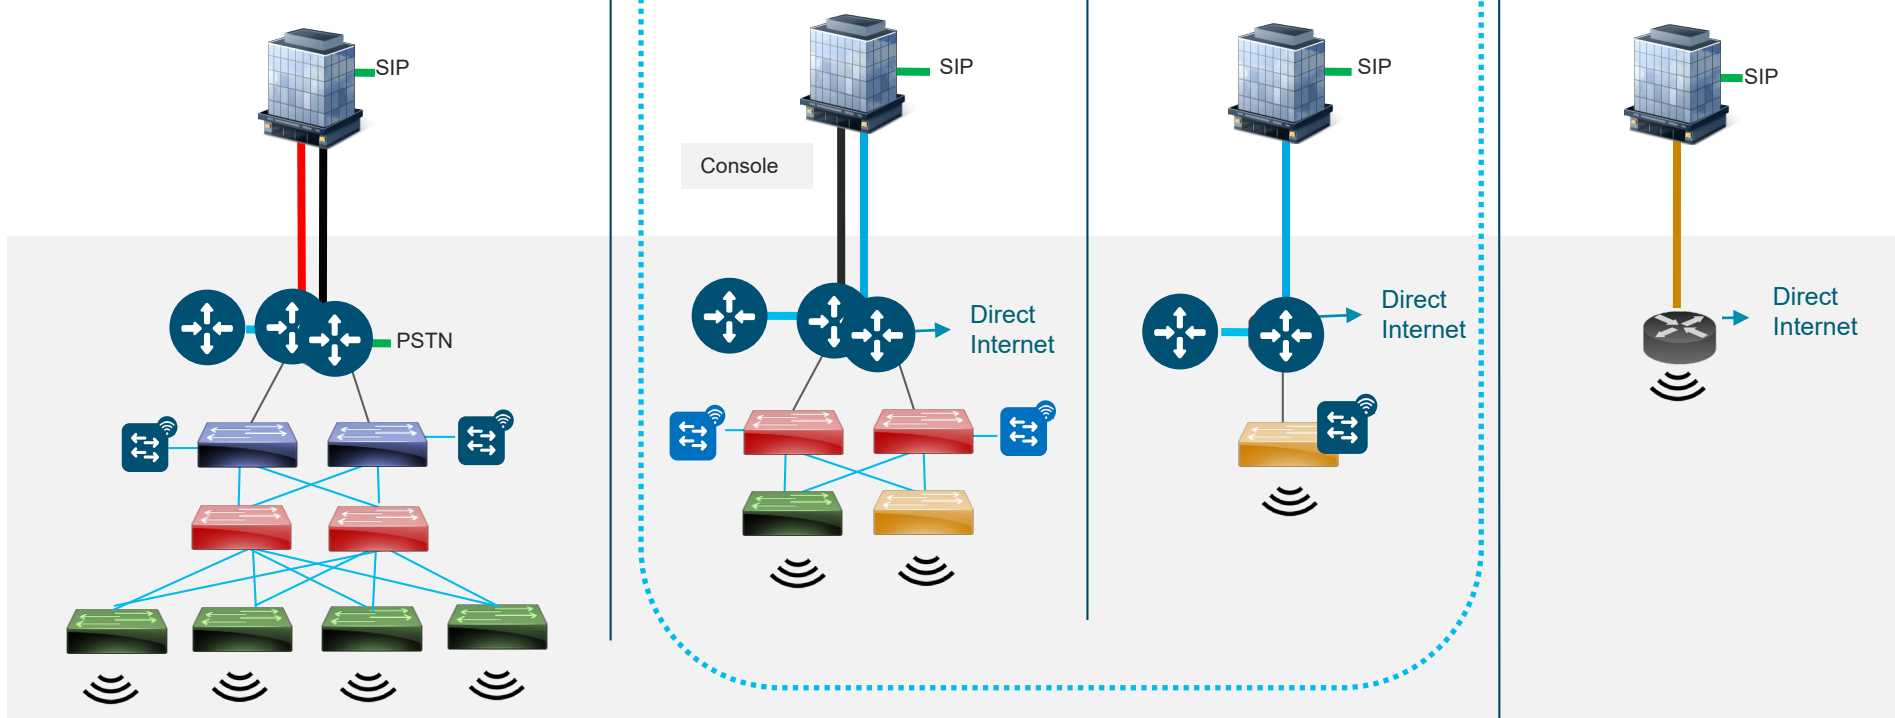 SIP
SIP
SIP
SIP
Console
Direct
Internet
Direct
Internet
Direct
Internet
PSTN